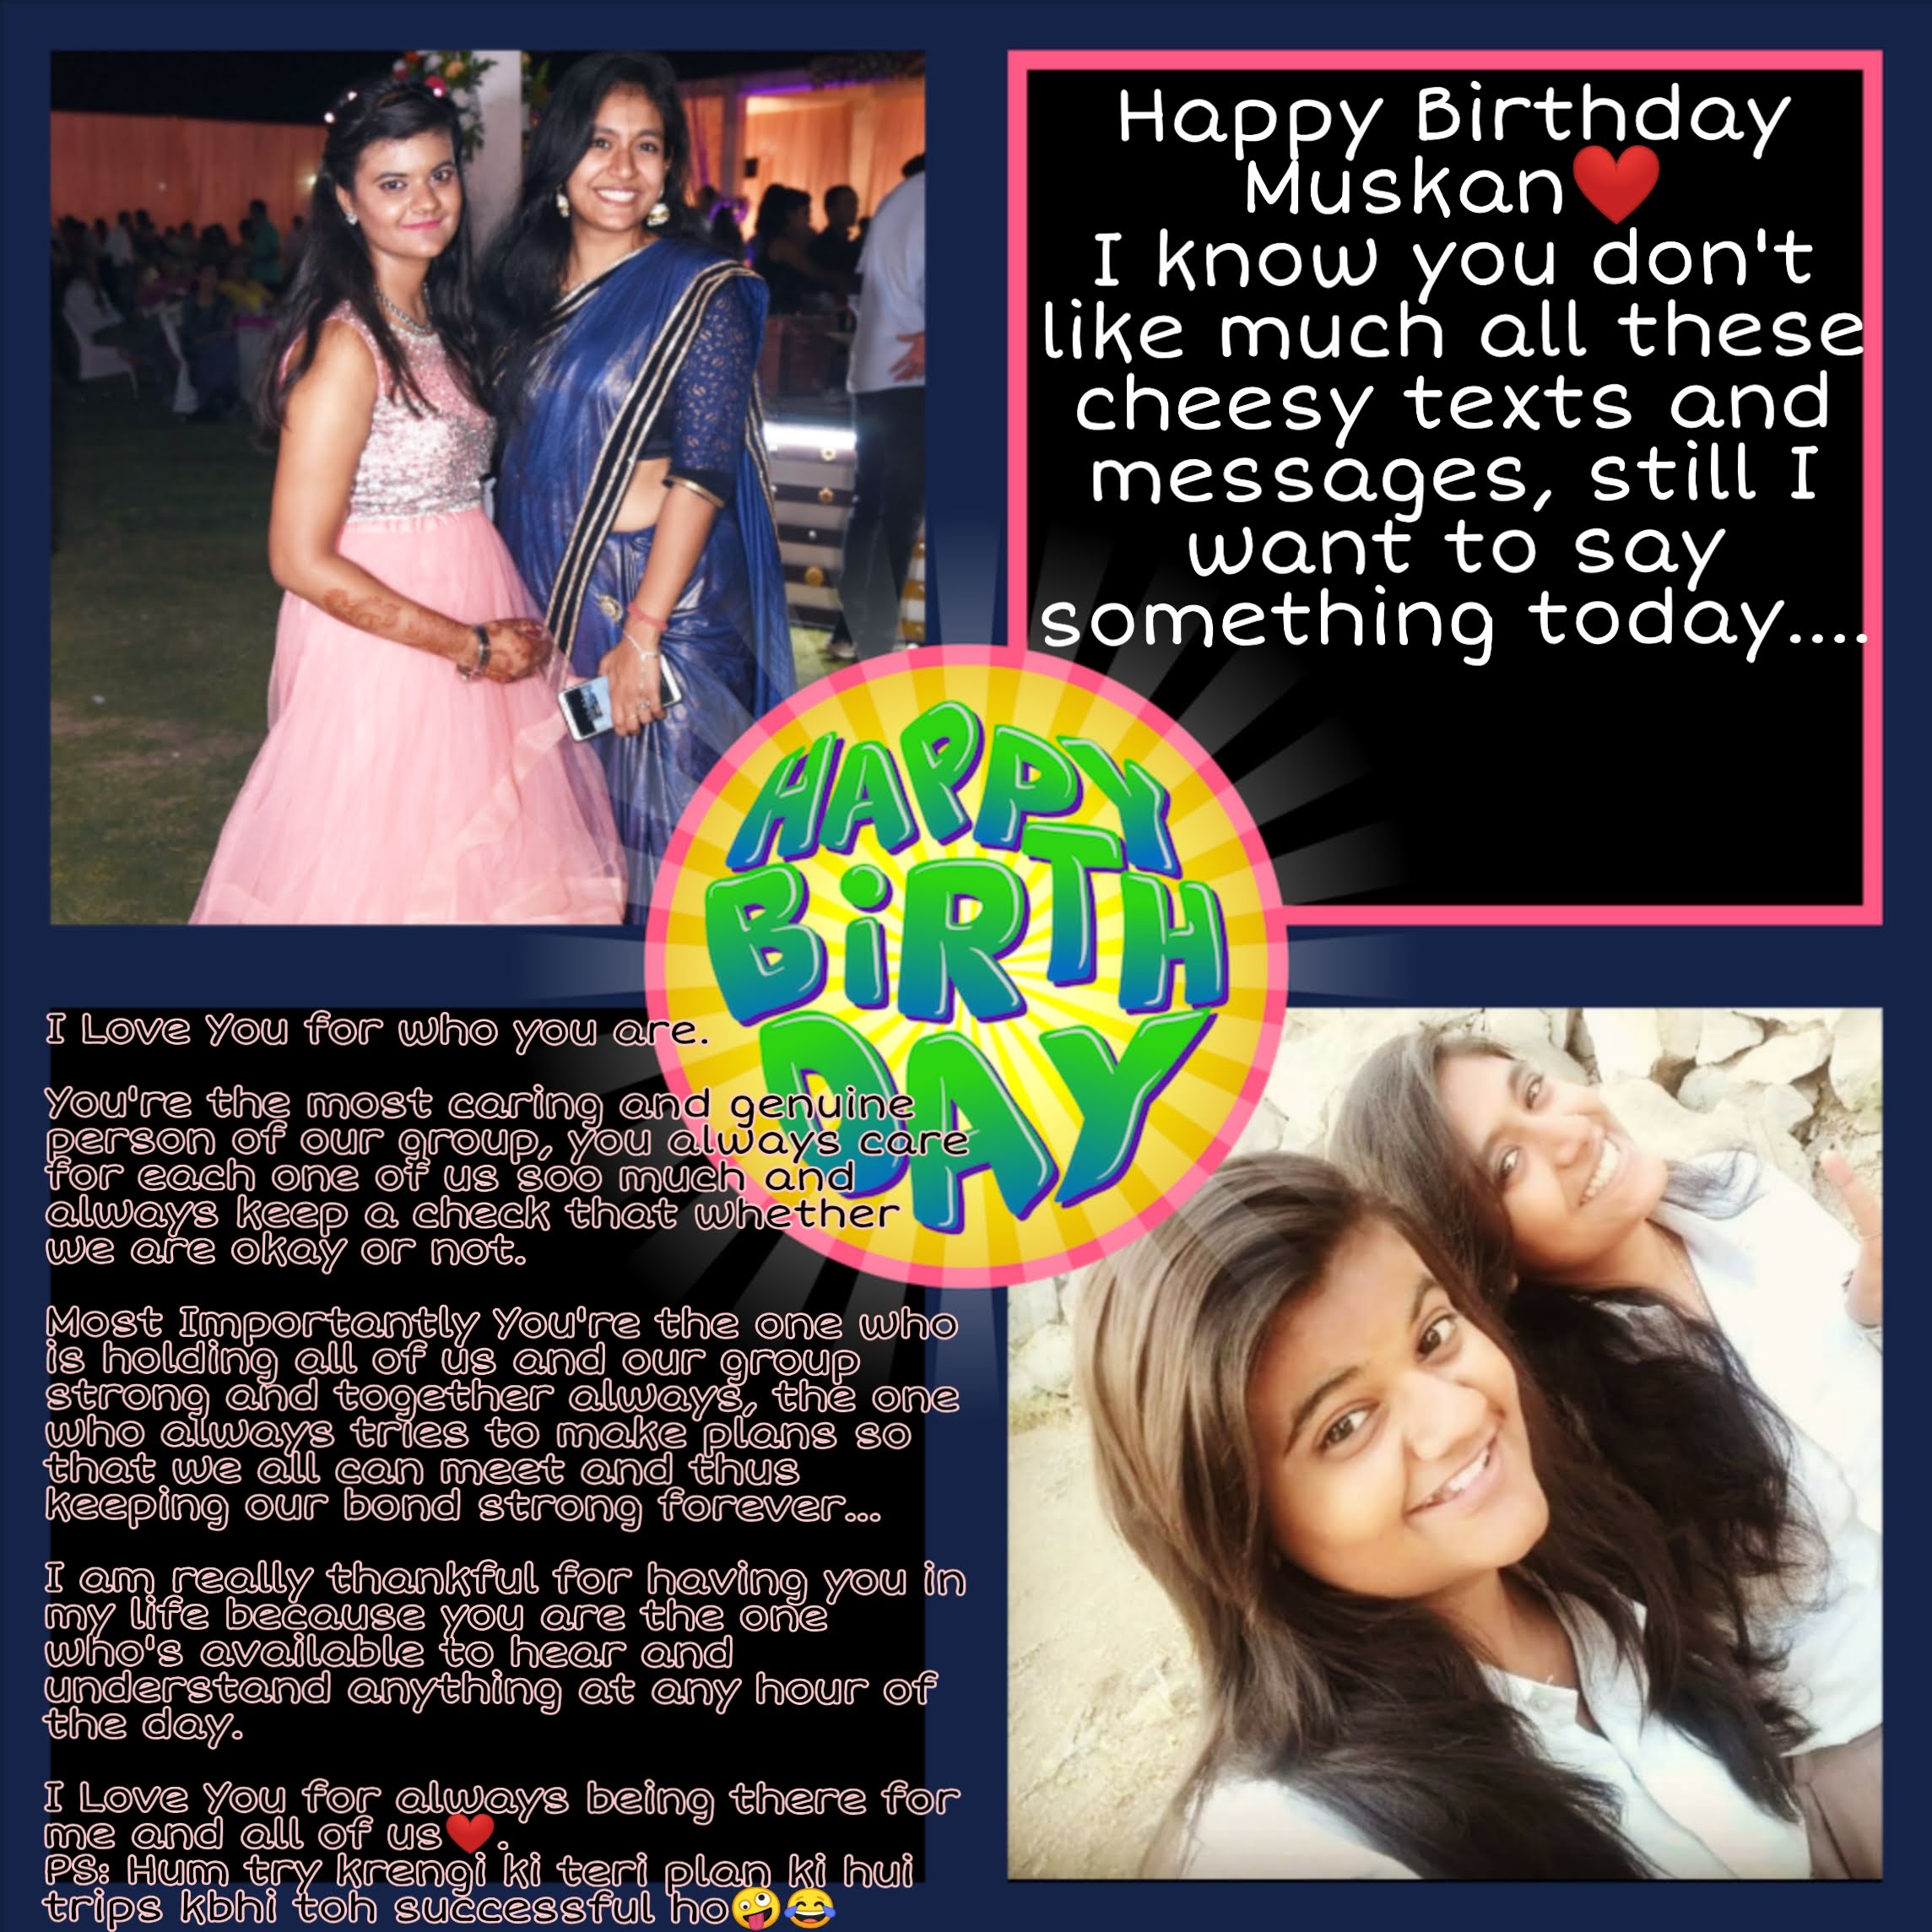 Happy Birthday
Muskan❤️
I know you don't
like much all these
cheesy texts and
messages, still I
want to say
something today....
HAPPY
BiRTH
DAY
I Love You for who you are.
You're the most caring and genuine
person of our group, you always care
for each one of us soo much and
always keep a check that whether
we are okay or not.
Most Importantly You're the one who
is holding all of us and our group
strong and together always, the one
who always tries to make plans so
that we all can meet and thus
keeping our bond strong forever...
I am really thankful for having you in
my life because you are the one
who's available to hear and
understand anything at any hour of
the day.
I Love You for always being there for
me and all of us❤️.
PS: Hum try krengi ki teri plan ki hui
trips kbhi toh successful ho🤪😂